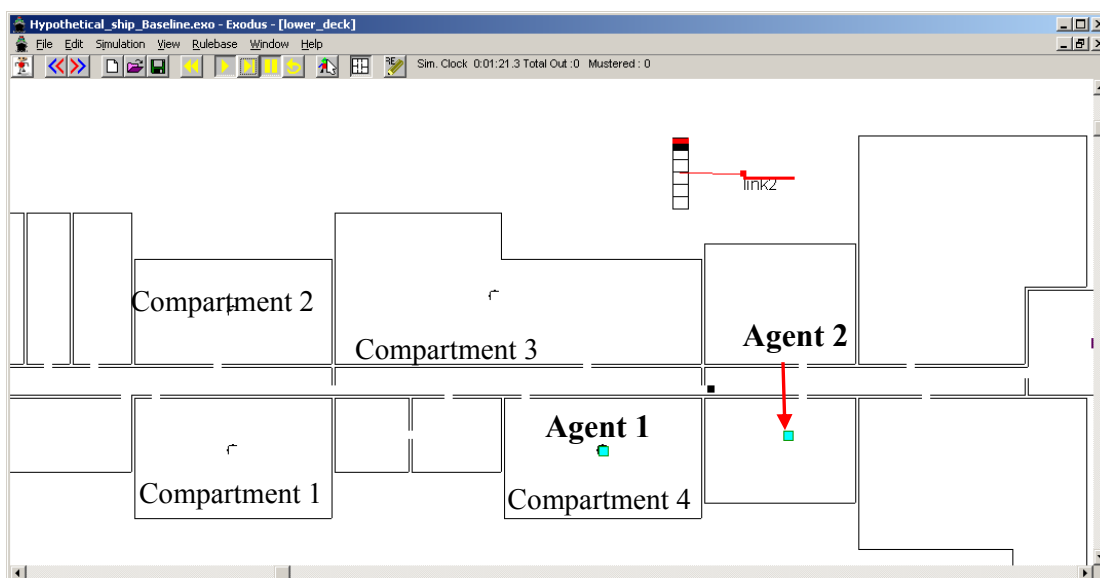 Hypothetical_ship_Baseline.exo - Exodus - [lower_deck]
File Edit Simulation View Rulebase Window Help
Sim. Clock 0:01:21.3 Total Out :0 Mustered : 0
link2
Compartment 2
Compartment 3
Agent 2
Agent 1
Compartment 1
Compartment 4